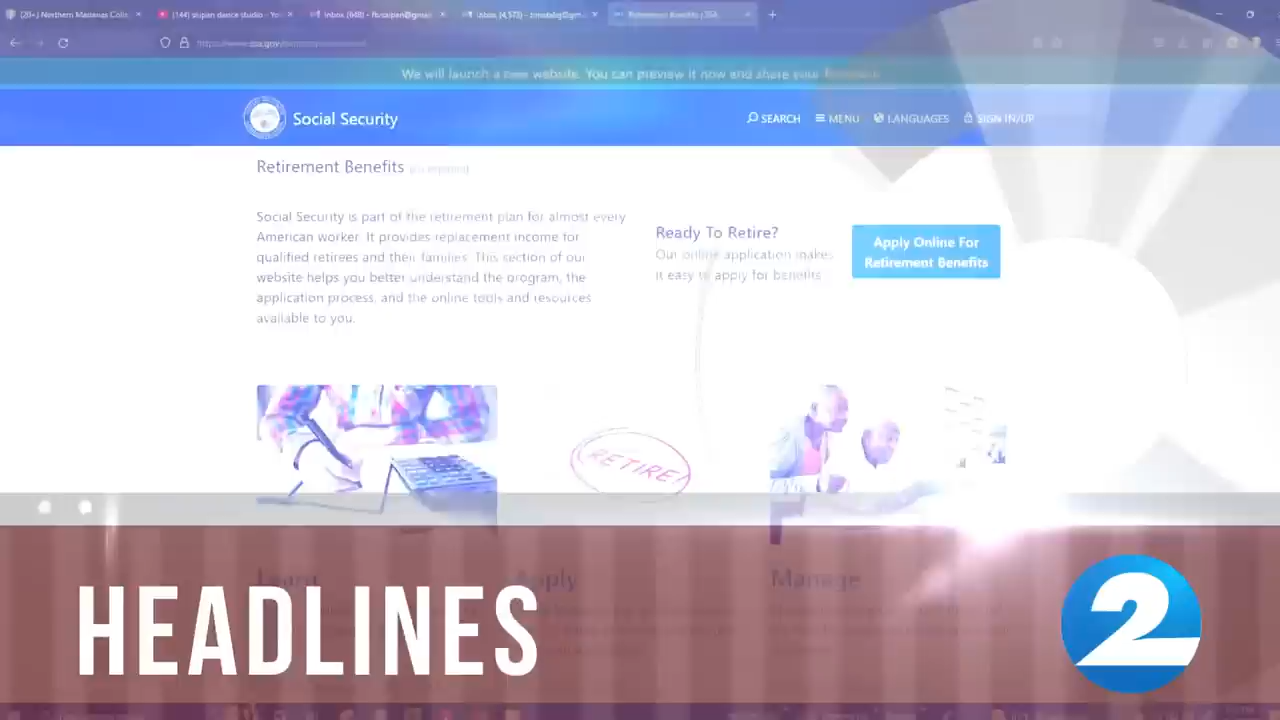 We will launch a new website. You can preview it now and share your
Social Security
SEARCH
MENU
LANGUAGES
SIGN IN/UP
Retirement Benefits
Social Security is part of the retirement plan for almost every
American worker. It provides replacement income for
qualified retirees and their families. This section of our
website helps you better understand the program, the
application process, and the online tools and resources
available to you.
Ready To Retire?
Our online application makes
it easy to apply for benefits.
Apply Online For
Retirement Benefits
RETIRE!
Learn
Apply
Manage
HEADLINES
2